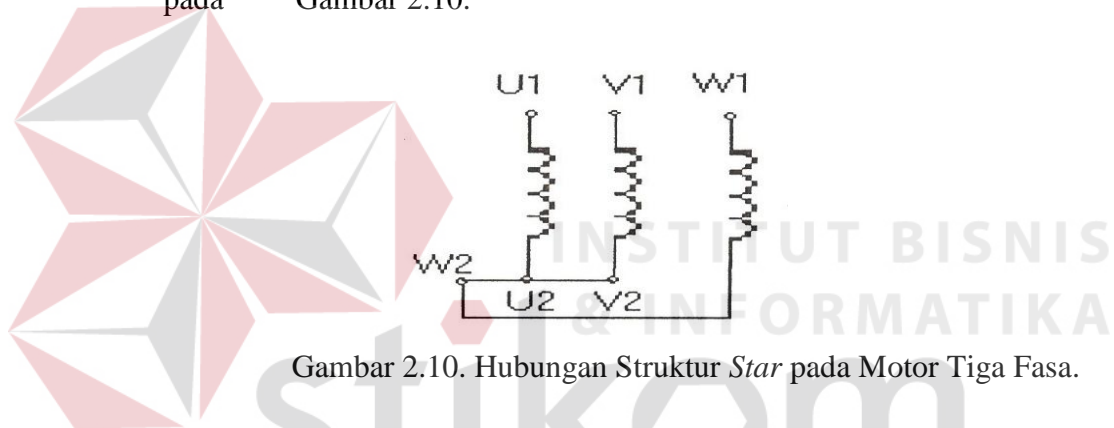 pada Gambar 2.10.
U1 V1 W1
INSTITUT BISNIS
W2
U2 V2
& INFORMATIKA
Gambar 2.10. Hubungan Struktur Star pada Motor Tiga Fasa.
stikom